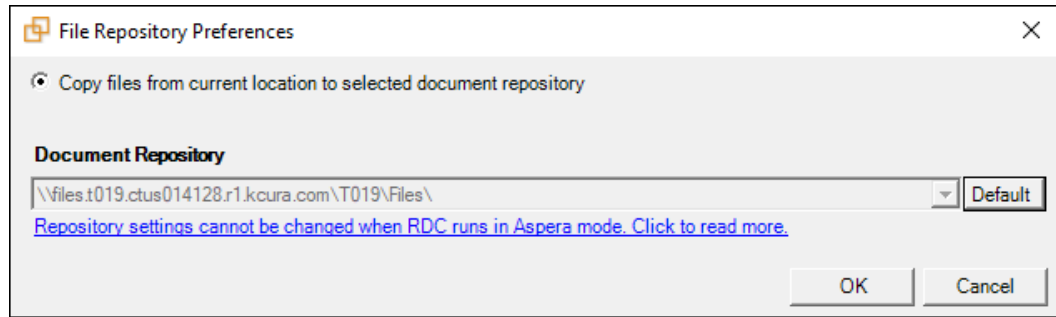 File Repository Preferences
Copy files from current location to selected document repository
Document Repository
\\files.t019.ctus014128.r1.kcura.com\T019\Files\ Default
Repository settings cannot be changed when RDC runs in Aspera mode. Click to read more.
OK Cancel